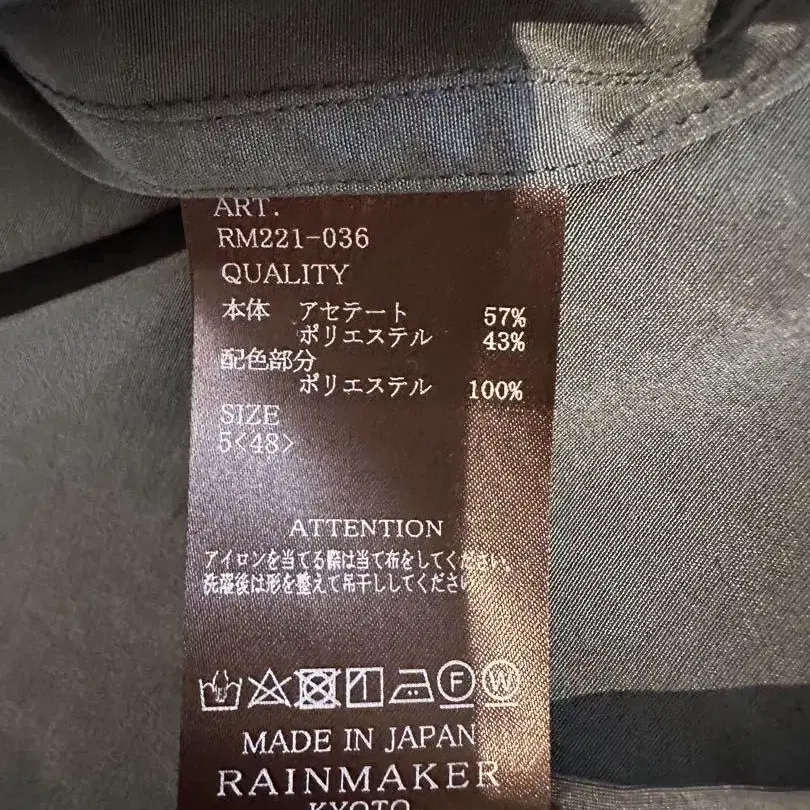 ART.
RM221-036
QUALITY
本体 アセテート 57%
ポリエステル 43%
配色部分
ポリエステル 100%
SIZE
5<48>
ATTENTION
アイロンを当てる際は当て布をしてください。
洗濯後は形を整えて吊干ししてください
F W
MADE IN JAPAN
RAINMAKER
KYOTO